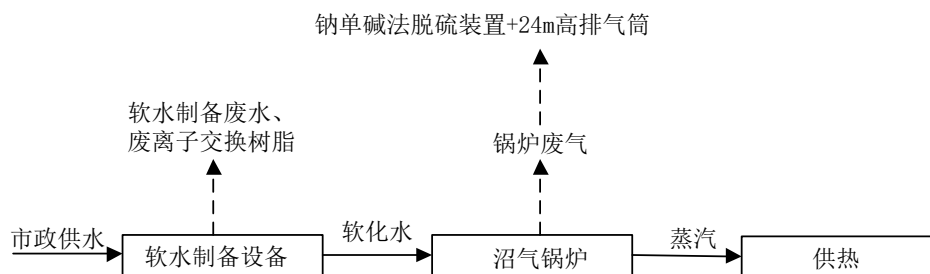 钠单碱法脱硫装置+24m高排气筒
软水制备废水、
废离子交换树脂
锅炉废气
市政供水
软水制备设备
软化水
沼气锅炉
蒸汽
供热